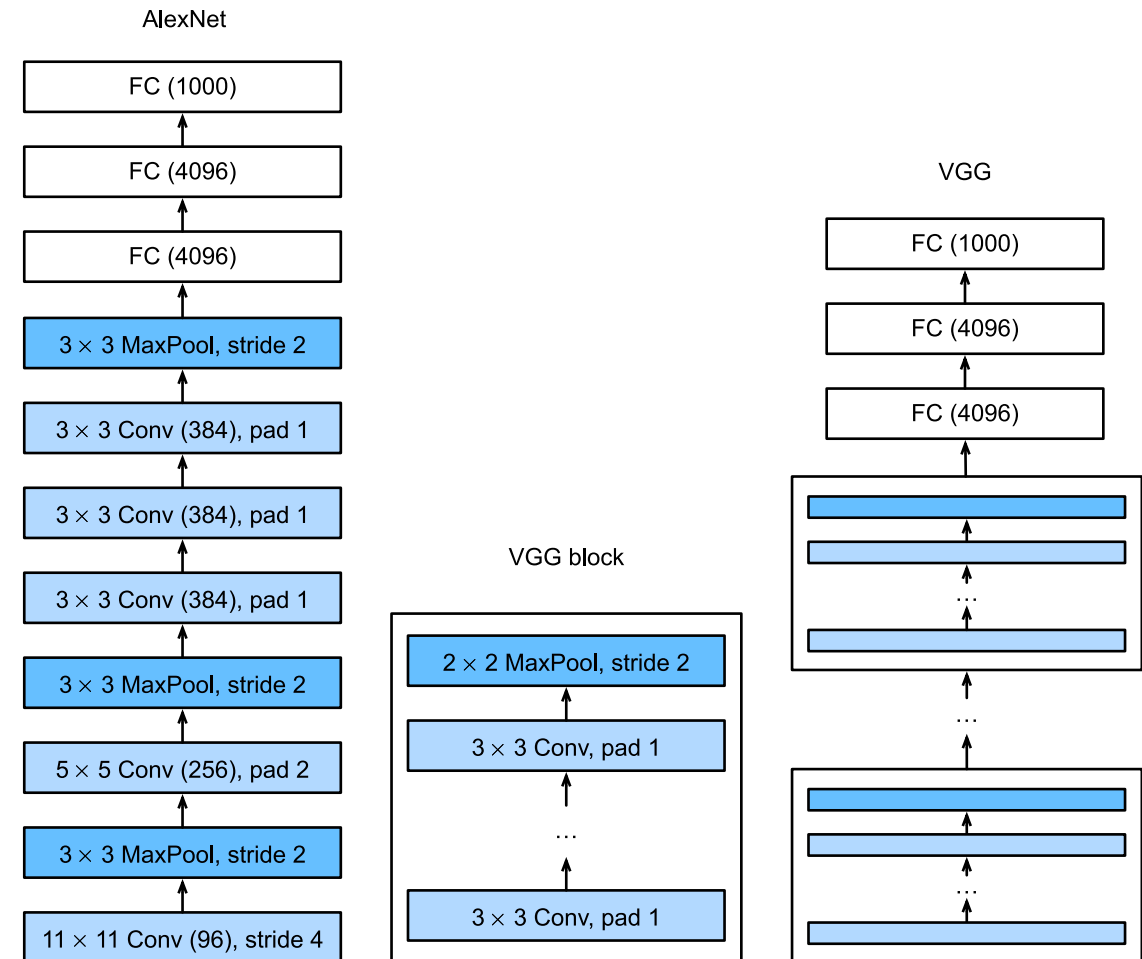 AlexNet
FC (1000)
FC (4096)
FC (4096)
3 × 3 MaxPool, stride 2
3 × 3 Conv (384), pad 1
3 × 3 Conv (384), pad 1
3 × 3 Conv (384), pad 1
3 × 3 MaxPool, stride 2
5 × 5 Conv (256), pad 2
3 × 3 MaxPool, stride 2
11 × 11 Conv (96), stride 4
VGG block
2 × 2 MaxPool, stride 2
3 × 3 Conv, pad 1
...
3 × 3 Conv, pad 1
VGG
FC (1000)
FC (4096)
FC (4096)
...
...
...